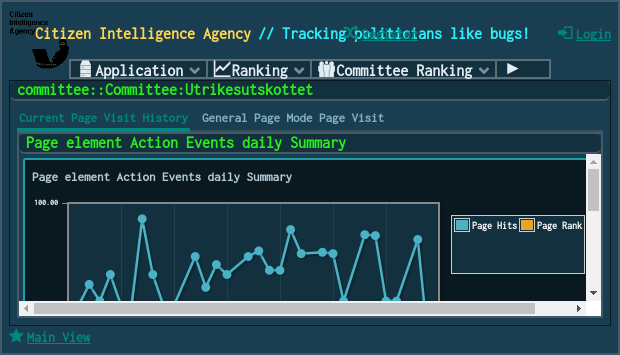 Citizen
Intelligence
Agency
Citizen Intelligence Agency // Tracking politicians like bugs!
Register
Login
Application
Ranking
Committee Ranking
committee::Committee:Utrikesutskottet
Current Page Visit History
General Page Mode Page Visit
Page element Action Events daily Summary
Page element Action Events daily Summary
100.00
Page Hits
Page Rank
Main View